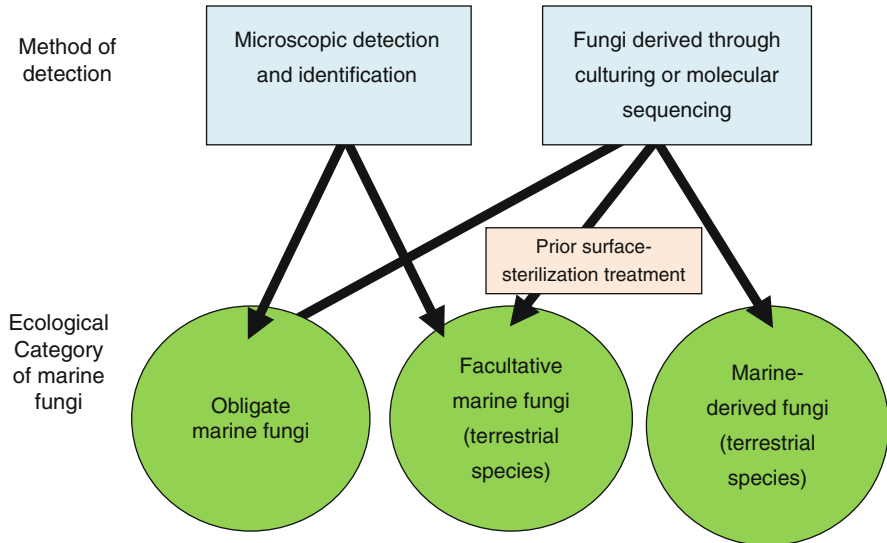 Method of
detection
Microscopic detection
and identification
Fungi derived through
culturing or molecular
sequencing
Prior surface-
sterilization treatment
Ecological
Category
of marine
fungi
Obligate
marine fungi
Facultative
marine fungi
(terrestrial
species)
Marine-
derived fungi
(terrestrial
species)